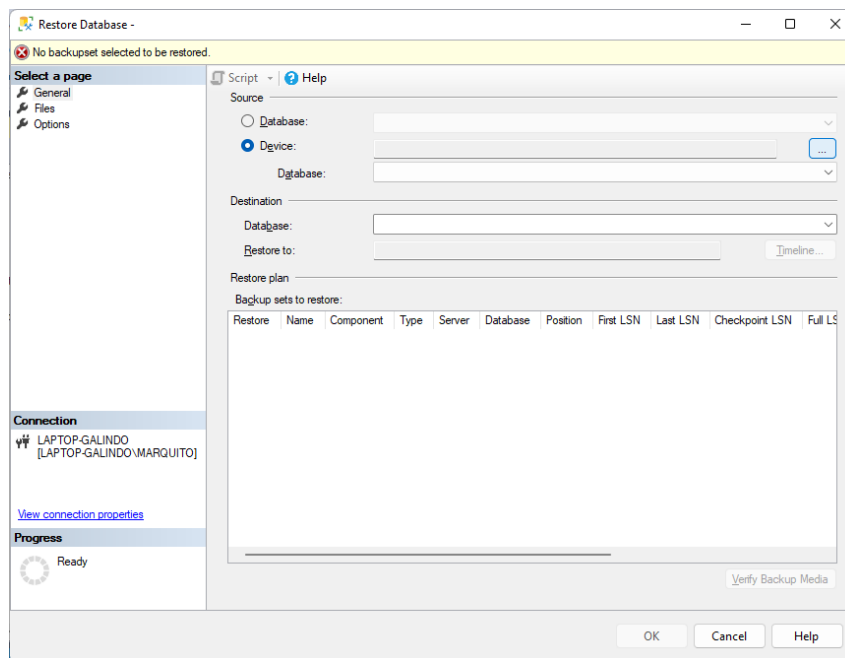 Restore Database -
No backupset selected to be restored.
Select a page
General
Files
Options
Script
Help
Source
Database:
Device:
...
Database:
Destination
Database:
Restore to:
Timeline...
Restore plan
Backup sets to restore:
Restore Name Component Type Server Database Position First LSN Last LSN Checkpoint LSN Full LS
Connection
LAPTOP-GALINDO
[LAPTOP-GALINDO\MARQUITO]
View connection properties
Progress
Ready
Verify Backup Media
OK Cancel Help